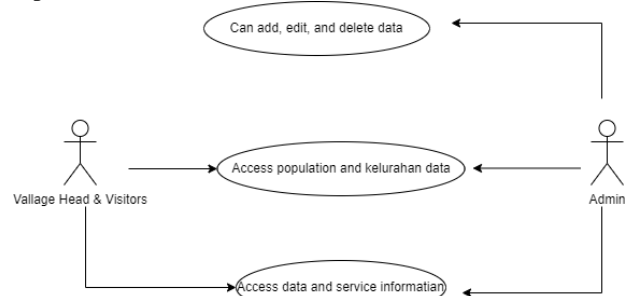 Can add, edit, and delete data
Access population and kelurahan data
Vallage Head & Visitors
Admin
Access data and service informatian